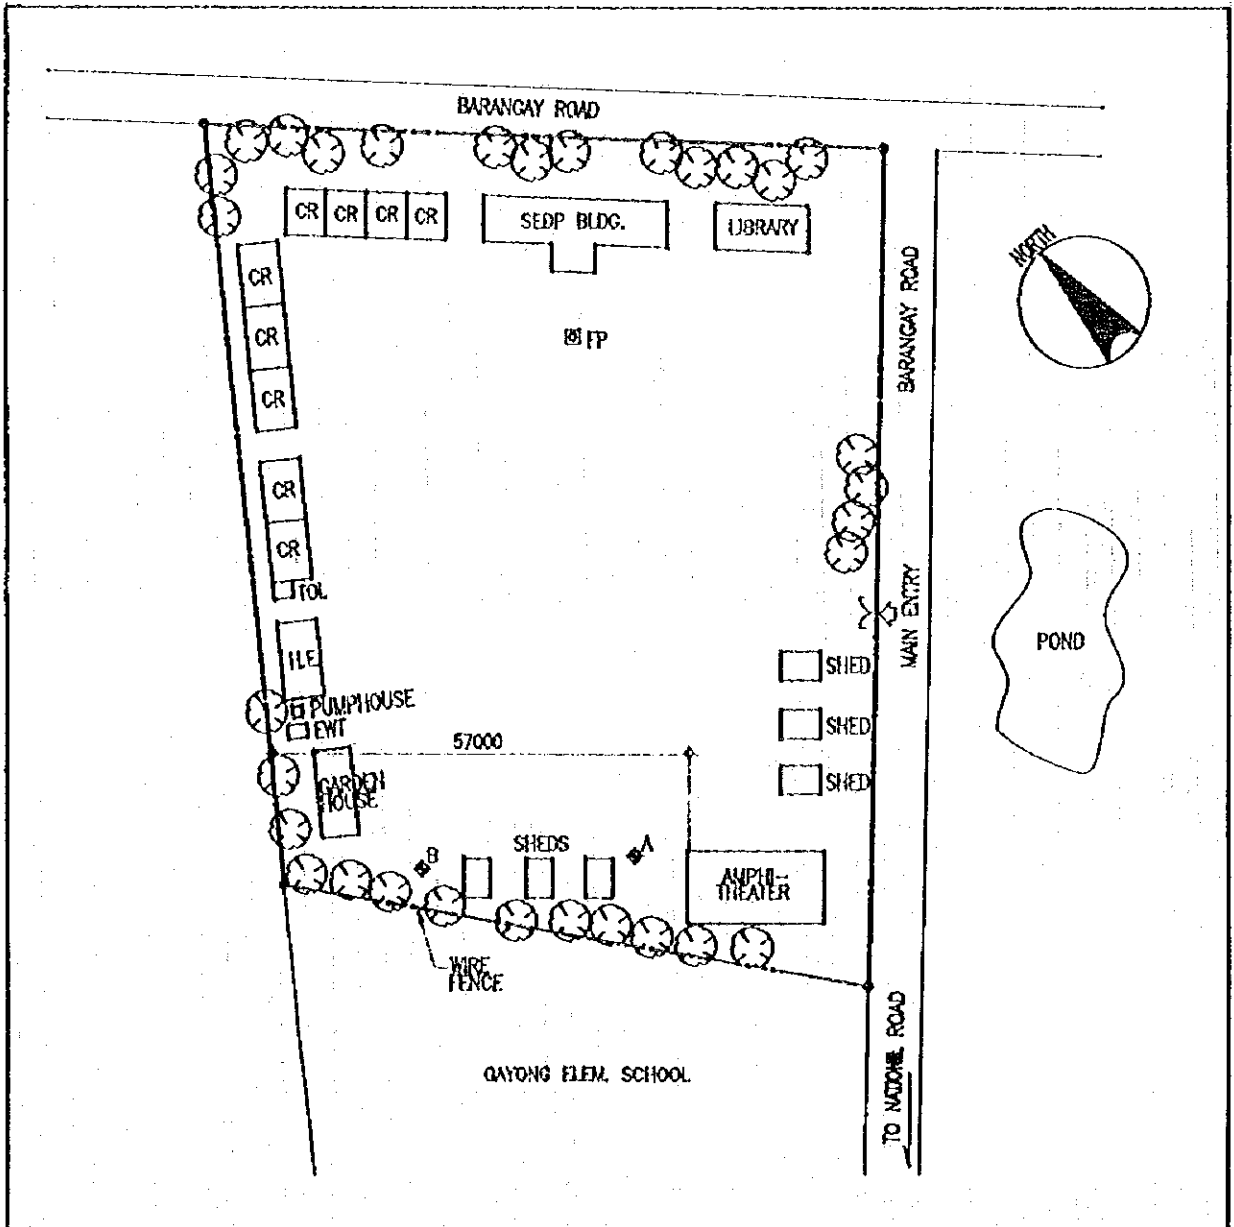 BARANGAY ROAD
CR CR CR CR
SEDP BLDG.
LIBRARY
NORTH
CR
CR
CR
FP
BARANGAY ROAD
CR
CR
TOL
MAIN ENTRY
POND
ILE
SHED
PUMPHOUSE
EWT
SHED
57000
SHED
GARDEN
HOUSE
B
SHEDS
A
AMPHI-
THEATER
WIRE
FENCE
TO NATIONAL ROAD
ELEM. SCHOOL